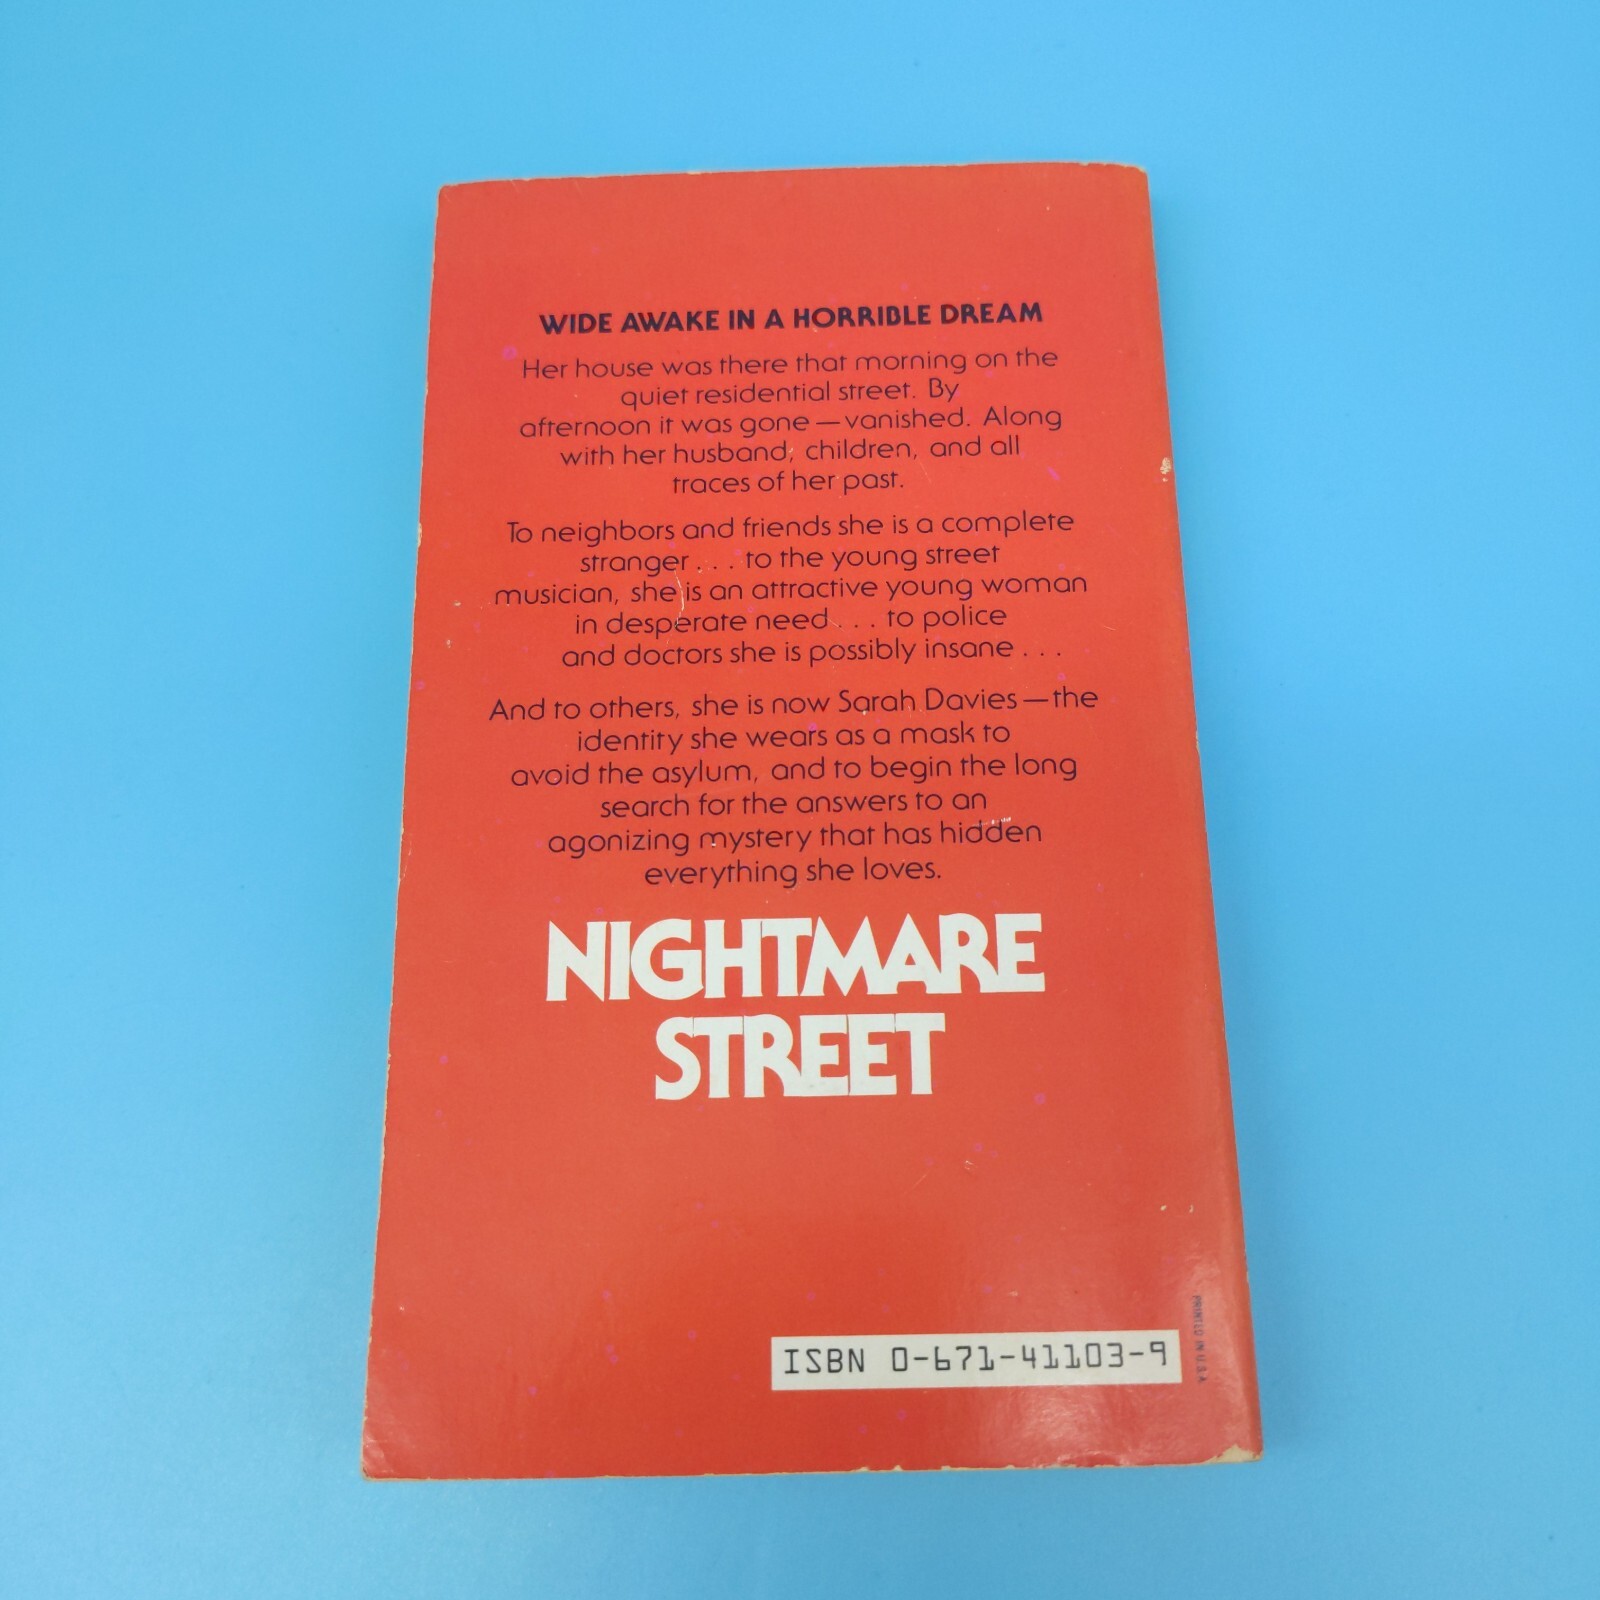 WIDE AWAKE IN A HORRIBLE DREAM
Her house was there that morning on the
quiet residential street. By
afternoon it was gone — vanished. Along
with her husband, children, and all
traces of her past.
To neighbors and friends she is a complete
stranger . . . to the young street
musician, she is an attractive young woman
in desperate need . . . to police
and doctors she is possibly insane . . .
And to others, she is now Sarah Davies — the
identity she wears as a mask to
avoid the asylum, and to begin the long
search for the answers to an
agonizing mystery that has hidden
everything she loves.
NIGHTMARE
STREET
ISBN 0-671-41103-9
PRINTED IN U.S.A.